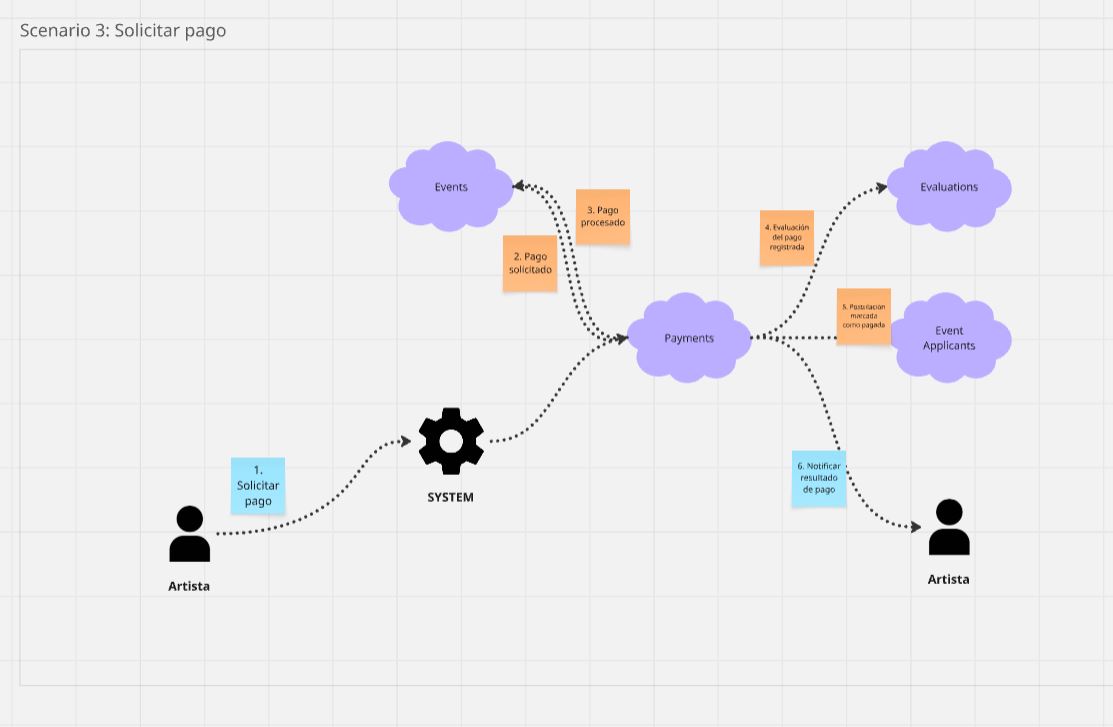 Scenario 3: Solicitar pago
Events
3. Pago
procesado
2. Pago
solicitado
4. Evaluación
del pago
registrada
Evaluations
5. Postulación
marcada
como pagada
Event
Applicants
Payments
SYSTEM
1.
Solicitar
pago
Artista
6. Notificar
resultado
de pago
Artista